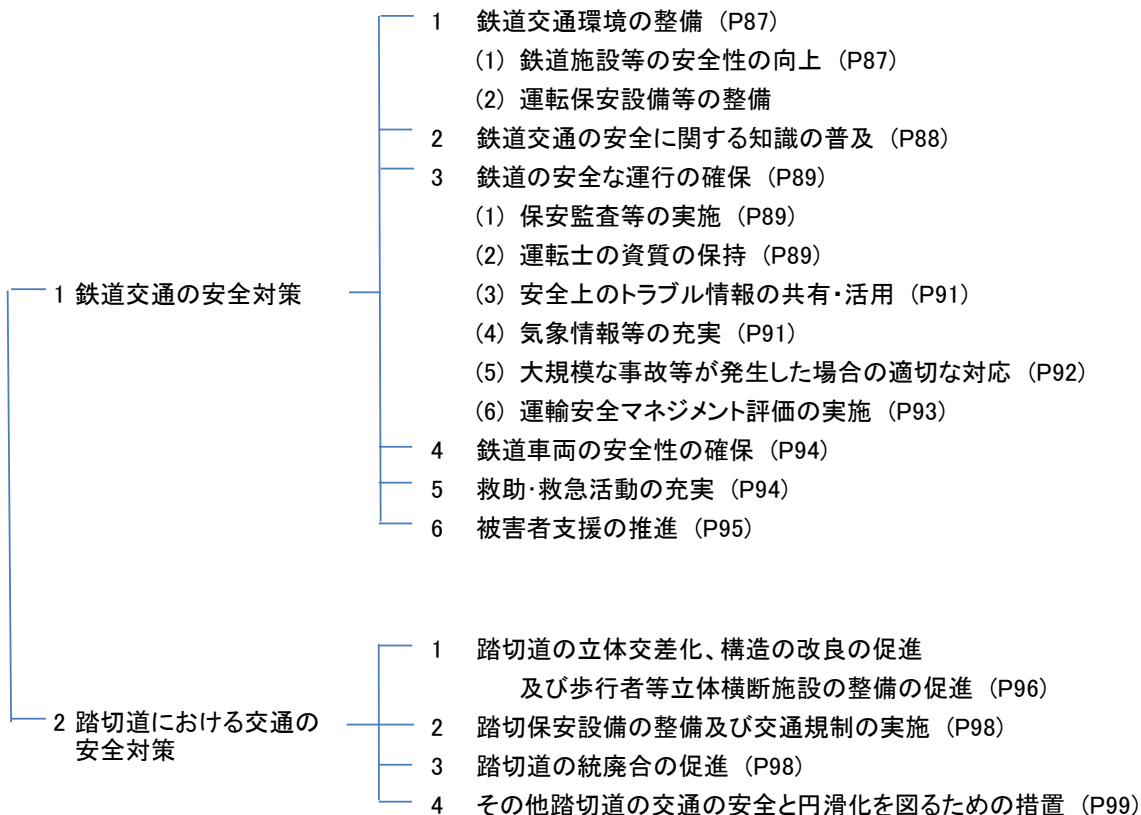 1 鉄道交通の安全対策
1 鉄道交通環境の整備 (P87)
(1) 鉄道施設等の安全性の向上 (P87)
(2) 運転保安設備等の整備
2 鉄道交通の安全に関する知識の普及 (P88)
3 鉄道の安全な運行の確保 (P89)
(1) 保安監査等の実施 (P89)
(2) 運転士の資質の保持 (P89)
(3) 安全上のトラブル情報の共有・活用 (P91)
(4) 気象情報等の充実 (P91)
(5) 大規模な事故等が発生した場合の適切な対応 (P92)
(6) 運輸安全マネジメント評価の実施 (P93)
4 鉄道車両の安全性の確保 (P94)
5 救助・救急活動の充実 (P94)
6 被害者支援の推進 (P95)
2 踏切道における交通の
安全対策
1 踏切道の立体交差化、構造の改良の促進
及び歩行者等立体横断施設の整備の促進 (P96)
2 踏切保安設備の整備及び交通規制の実施 (P98)
3 踏切道の統廃合の促進 (P98)
4 その他踏切道の交通の安全と円滑化を図るための措置 (P99)